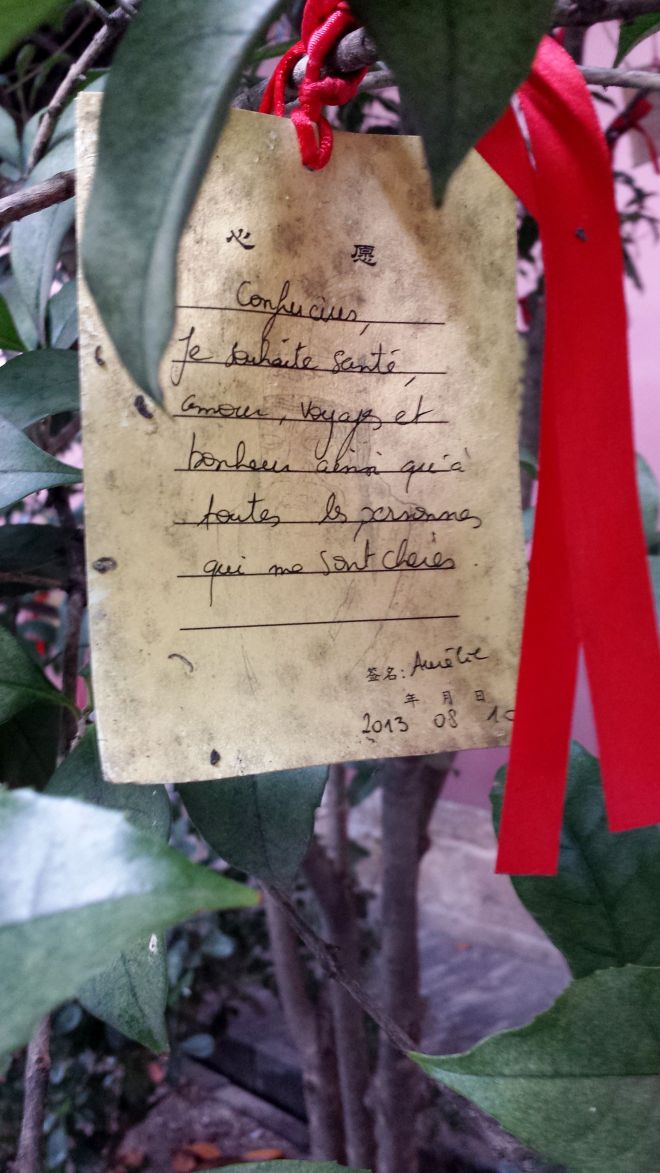 心 愿
Confucius,
Je souhaite santé,
amour, voyages et
bonheur ainsi qu'à
toutes les personnes
qui me sont chères.
签名: Aurélie
年 月 日
2013 08 10